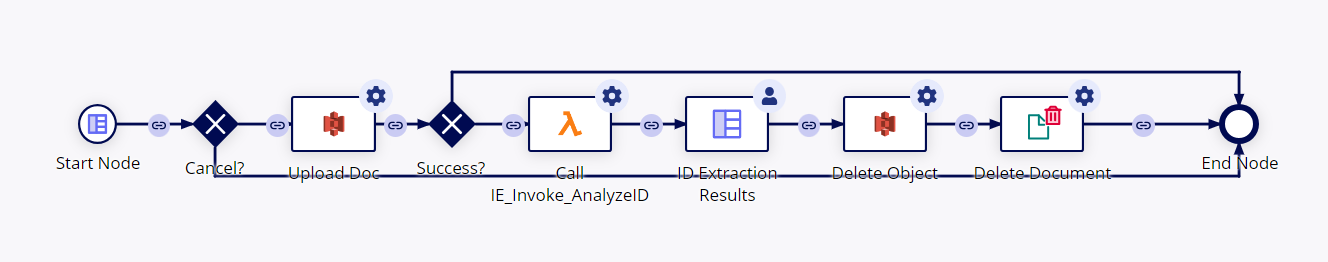 Start Node
Cancel?
Upload Doc
Success?
Call
IE_Invoke_AnalyzeID
ID Extraction
Results
Delete Object
Delete Document
End Node